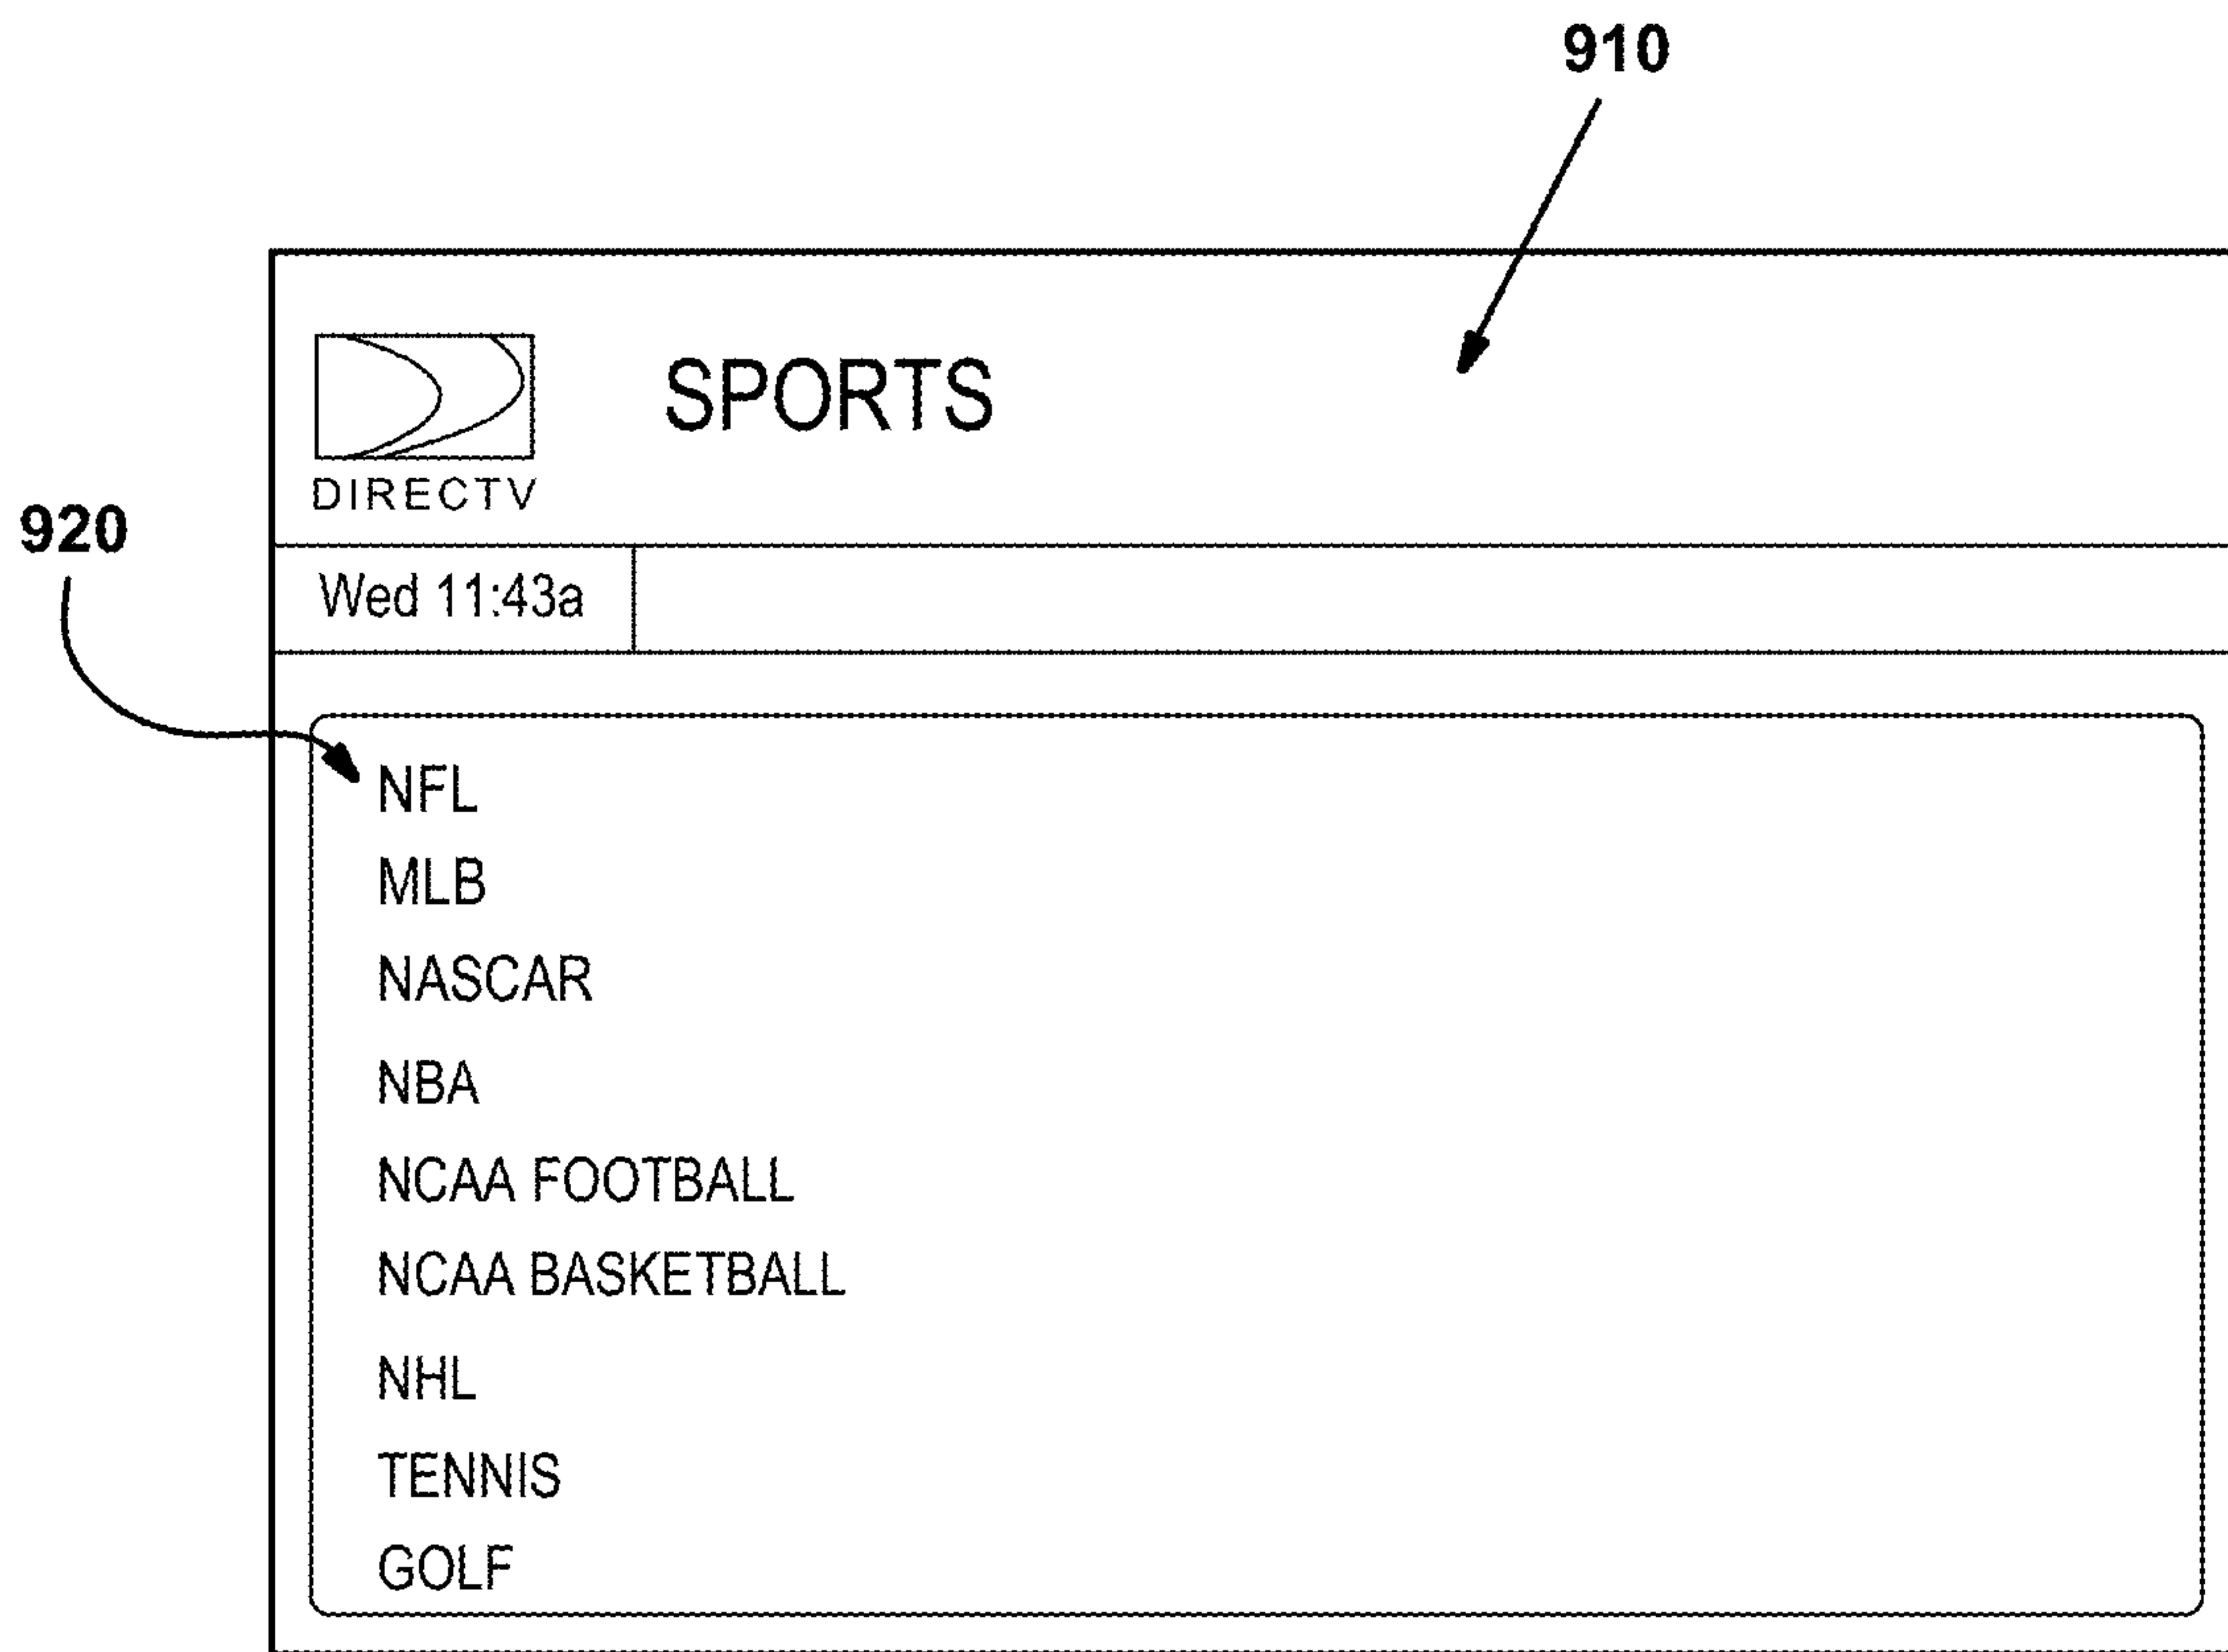 910
SPORTS
DIRECTV
920
Wed 11:43a
NFL
MLB
NASCAR
NBA
NCAA FOOTBALL
NCAA BASKETBALL
NHL
TENNIS
GOLF